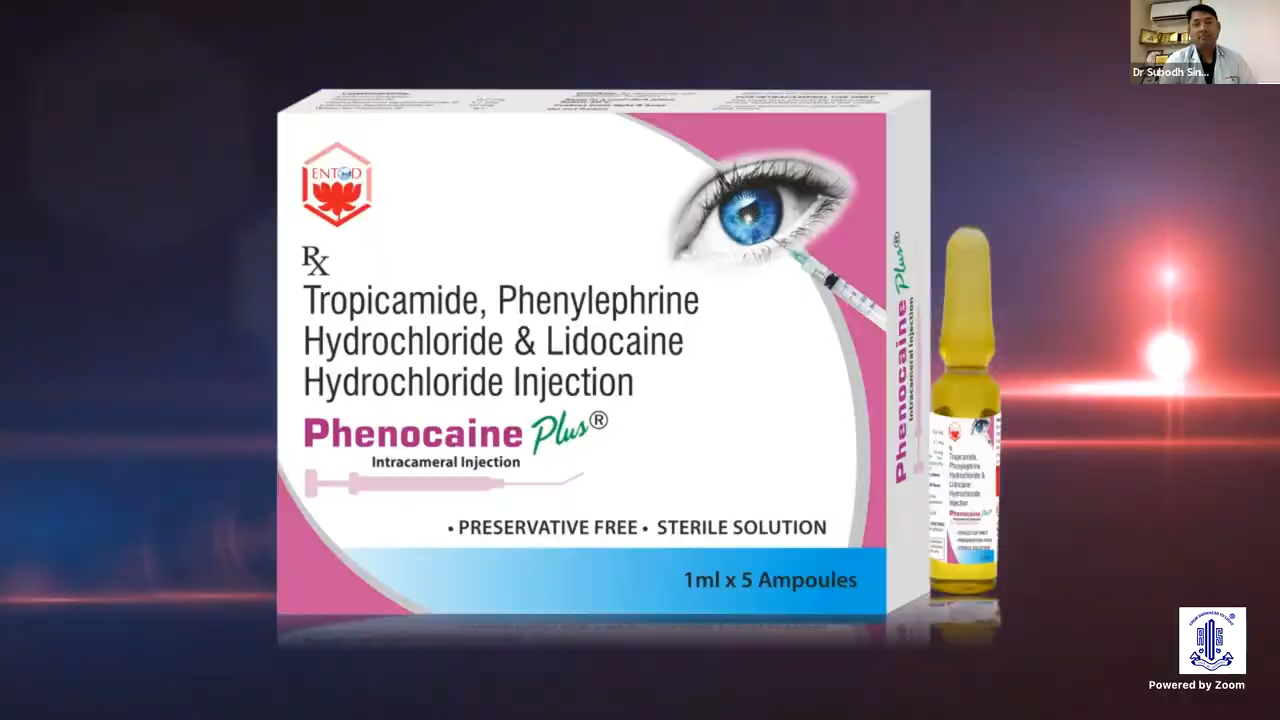 Dr Subodh Sin...
ENTOD
Rx
Tropicamide, Phenylephrine
Hydrochloride & Lidocaine
Hydrochloride Injection
Phenocaine Plus®
Intracameral Injection
• PRESERVATIVE FREE • STERILE SOLUTION
1ml x 5 Ampoules
Phenocaine Plus®
Intracameral Injection
Tropicamide,
Phenylephrine
Hydrochloride &
Lidocaine
Hydrochloride
Injection
Phenocaine Plus
Powered by Zoom